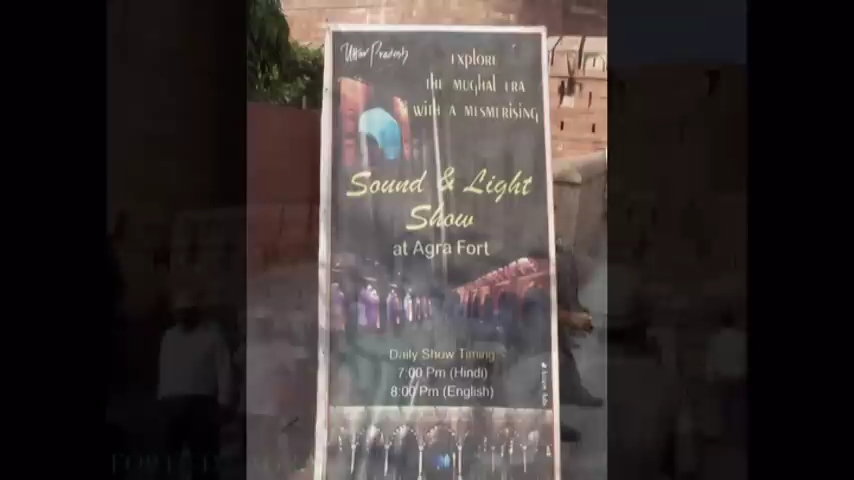 Uttar Pradesh
EXPLORE
THE MUGHAL ERA
WITH A MESMERISING
Sound & Light
Show
at Agra Fort
Daily Show Timing
7:00 Pm (Hindi)
8:00 Pm (English)